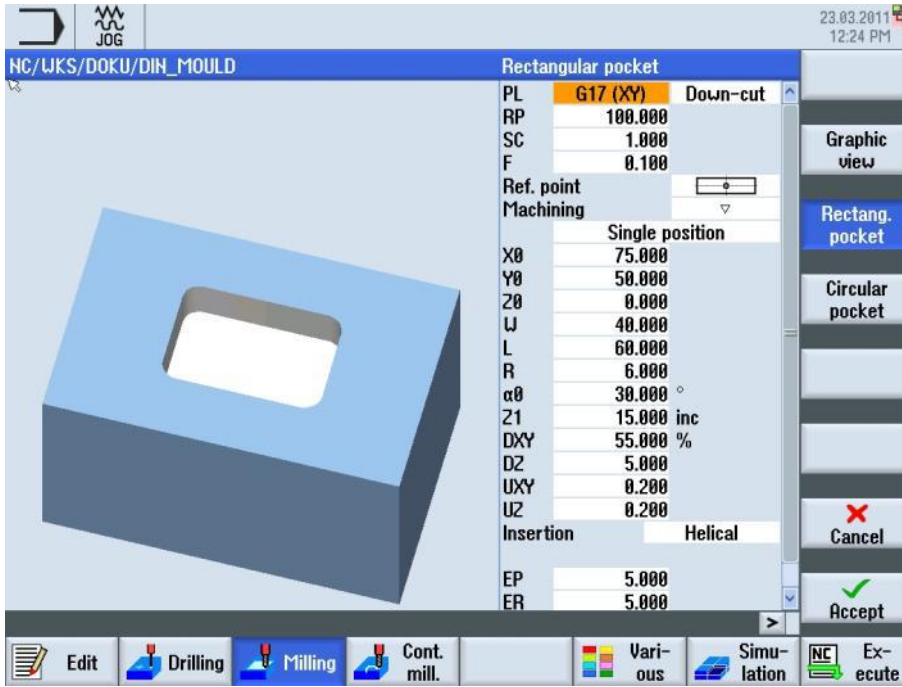 JOG
23.03.2011
12:24 PM
NC/WKS/DOKU/DIN_MOULD
Rectangular pocket
PL G17 (XY) Down-cut
RP 100.000
SC 1.000
F 0.100
Ref. point
Machining ▽
Single position
X0 75.000
Y0 50.000
Z0 0.000
W 40.000
L 60.000
R 6.000
α0 30.000 °
Z1 15.000 inc
DXY 55.000 %
DZ 5.000
UXY 0.200
UZ 0.200
Insertion Helical
EP 5.000
ER 5.000
>
Graphic
view
Rectang.
pocket
Circular
pocket
Cancel
Accept
Edit
Drilling
Milling
Cont.
mill.
Vari-
ous
Simu-
lation
NC
Ex-
ecute